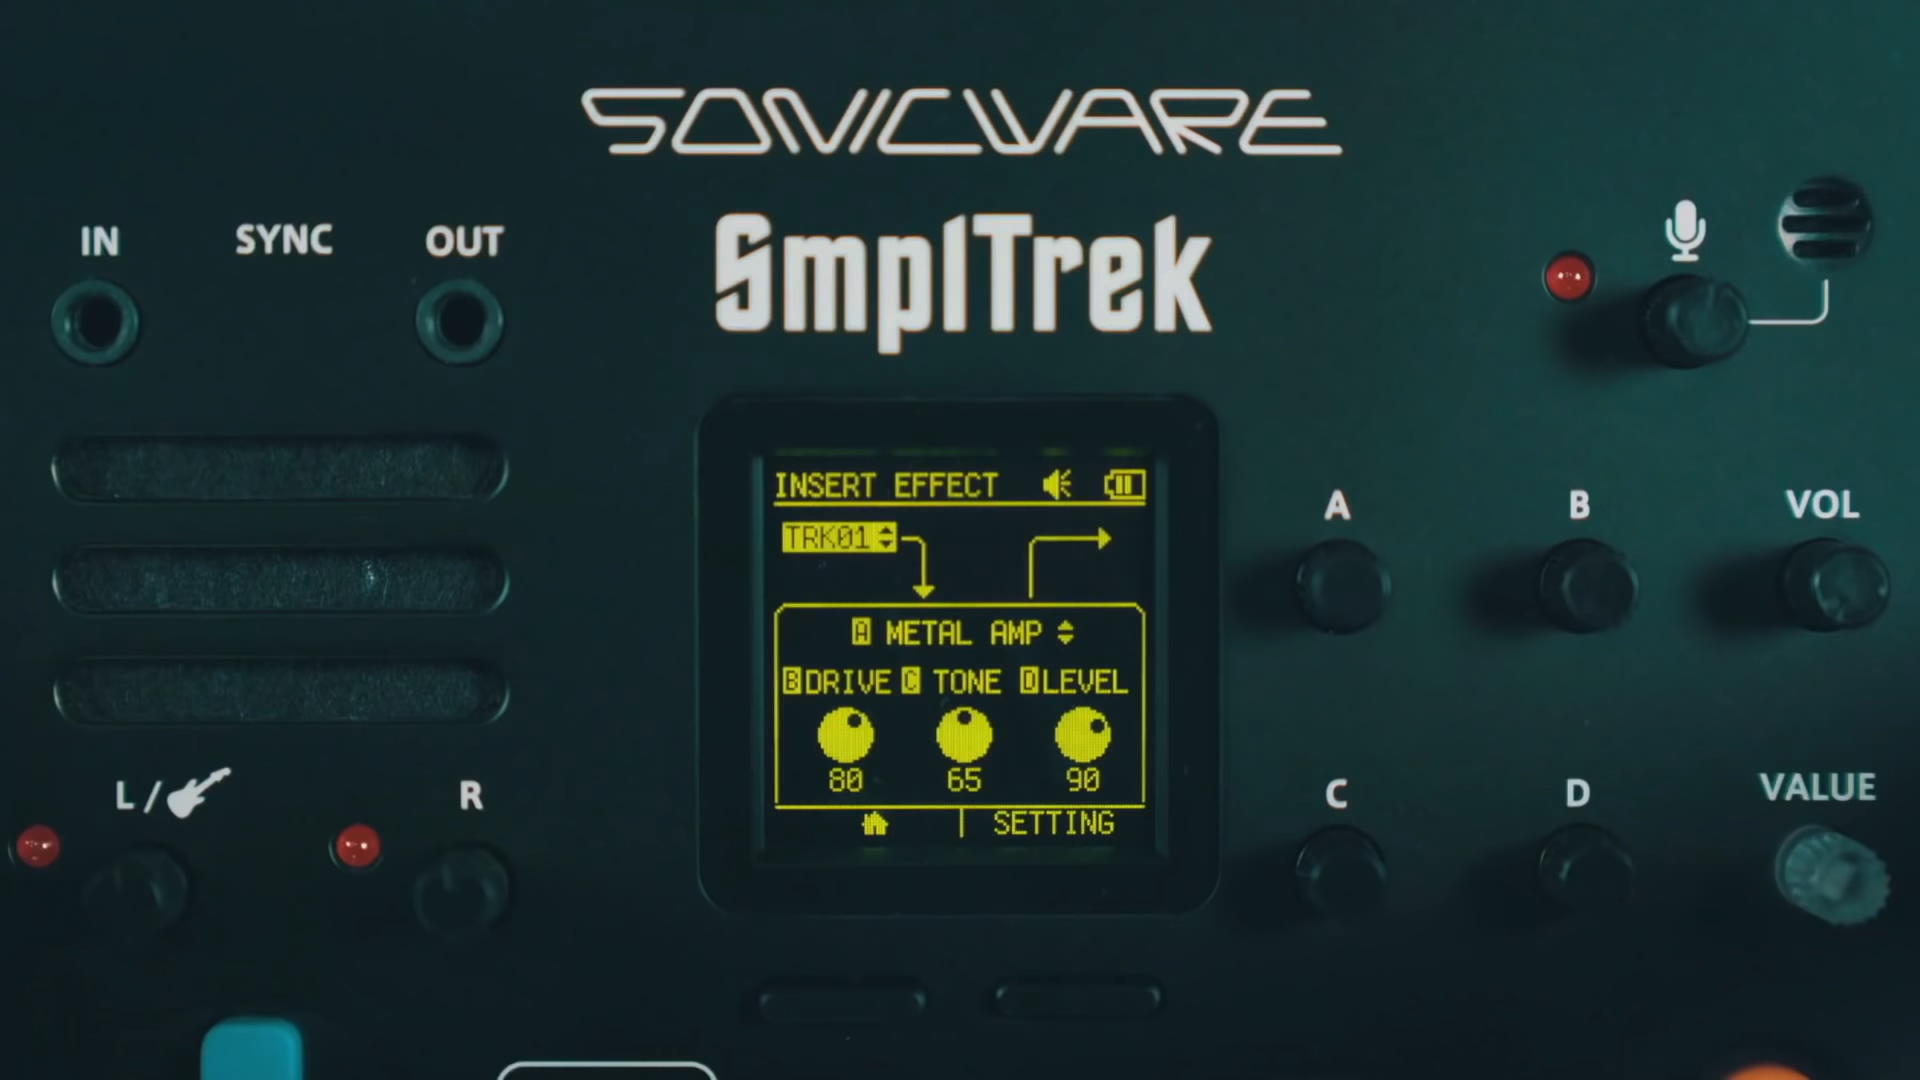 SONICWARE
SmplTrek
IN SYNC OUT
INSERT EFFECT
TRK01
A METAL AMP
B DRIVE C TONE D LEVEL
80 65 90
SETTING
A B VOL
L / R
C D VALUE